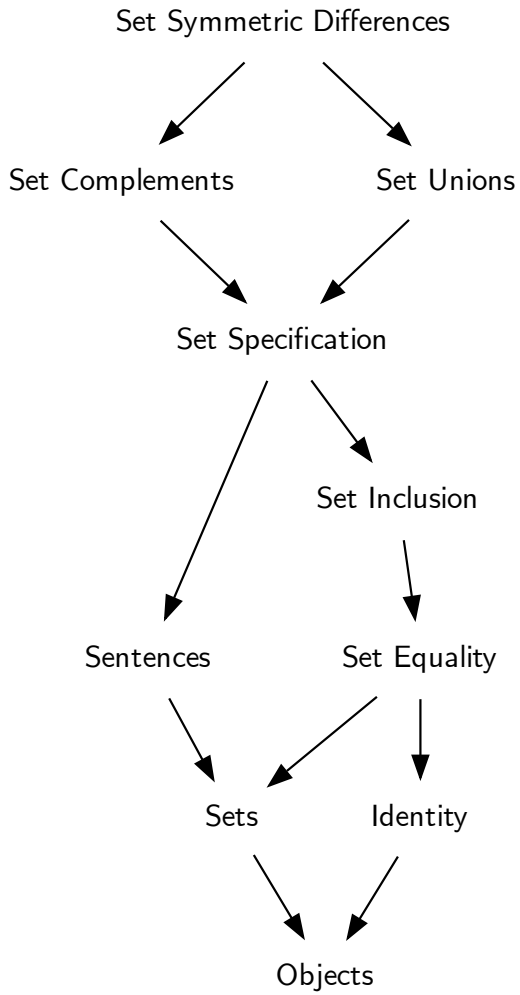 Set Symmetric Differences
Set Complements
Set Unions
Set Specification
Set Inclusion
Sentences
Set Equality
Sets
Identity
Objects